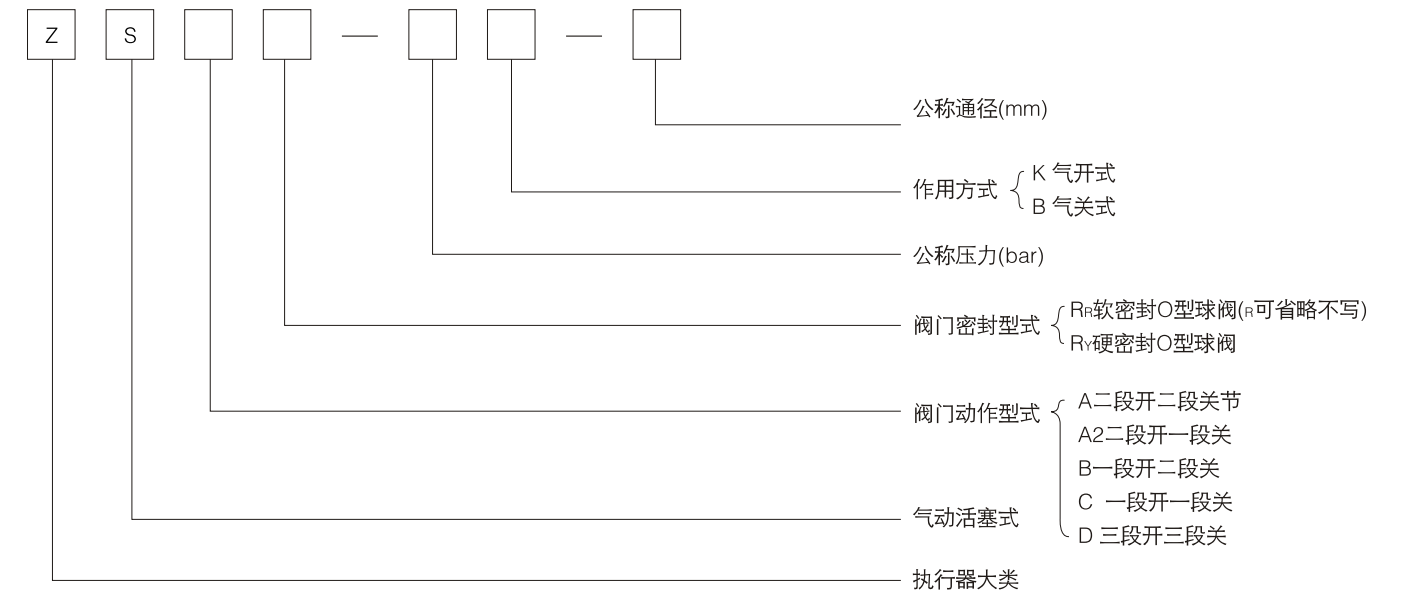 Z S — —
公称通径(mm)
作用方式
K 气开式
B 气关式
公称压力(bar)
阀门密封型式
RR软密封O型球阀(R可省略不写)
RY硬密封O型球阀
阀门动作型式
A二段开二段关节
A2二段开一段关
B一段开二段关
C 一段开一段关
D 三段开三段关
气动活塞式
执行器大类